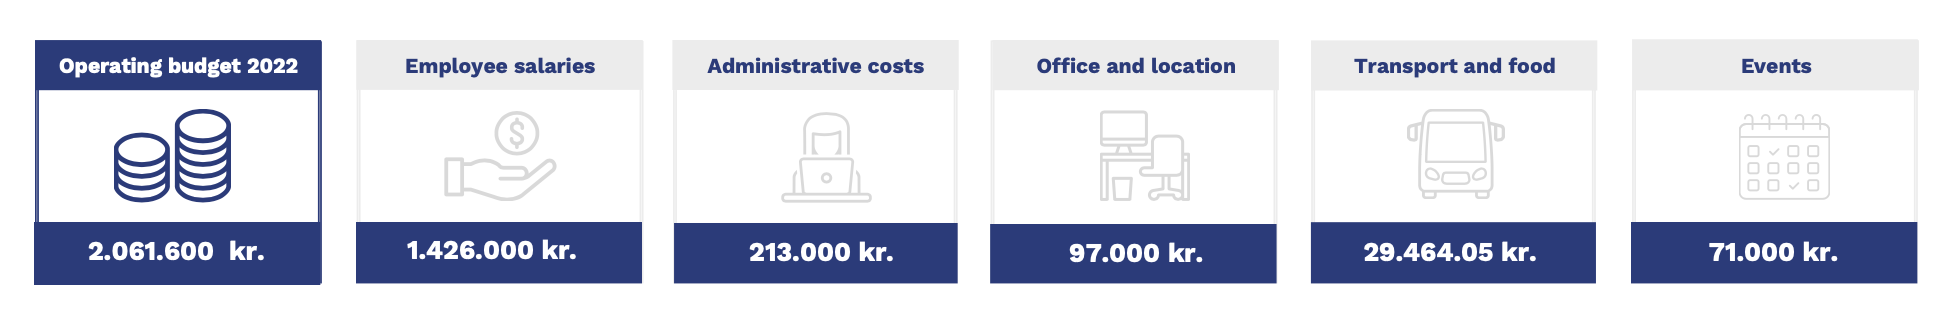 Operating budget 2022
2.061.600 kr.
Employee salaries
$
1.426.000 kr.
Administrative costs
213.000 kr.
Office and location
97.000 kr.
Transport and food
29.464.05 kr.
Events
71.000 kr.